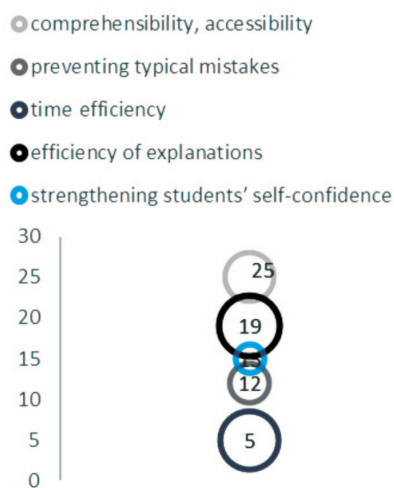 comprehensibility, accessibility
preventing typical mistakes
time efficiency
efficiency of explanations
strengthening students’ self-confidence
30
25
20
15
10
5
0
25
19
15
12
5